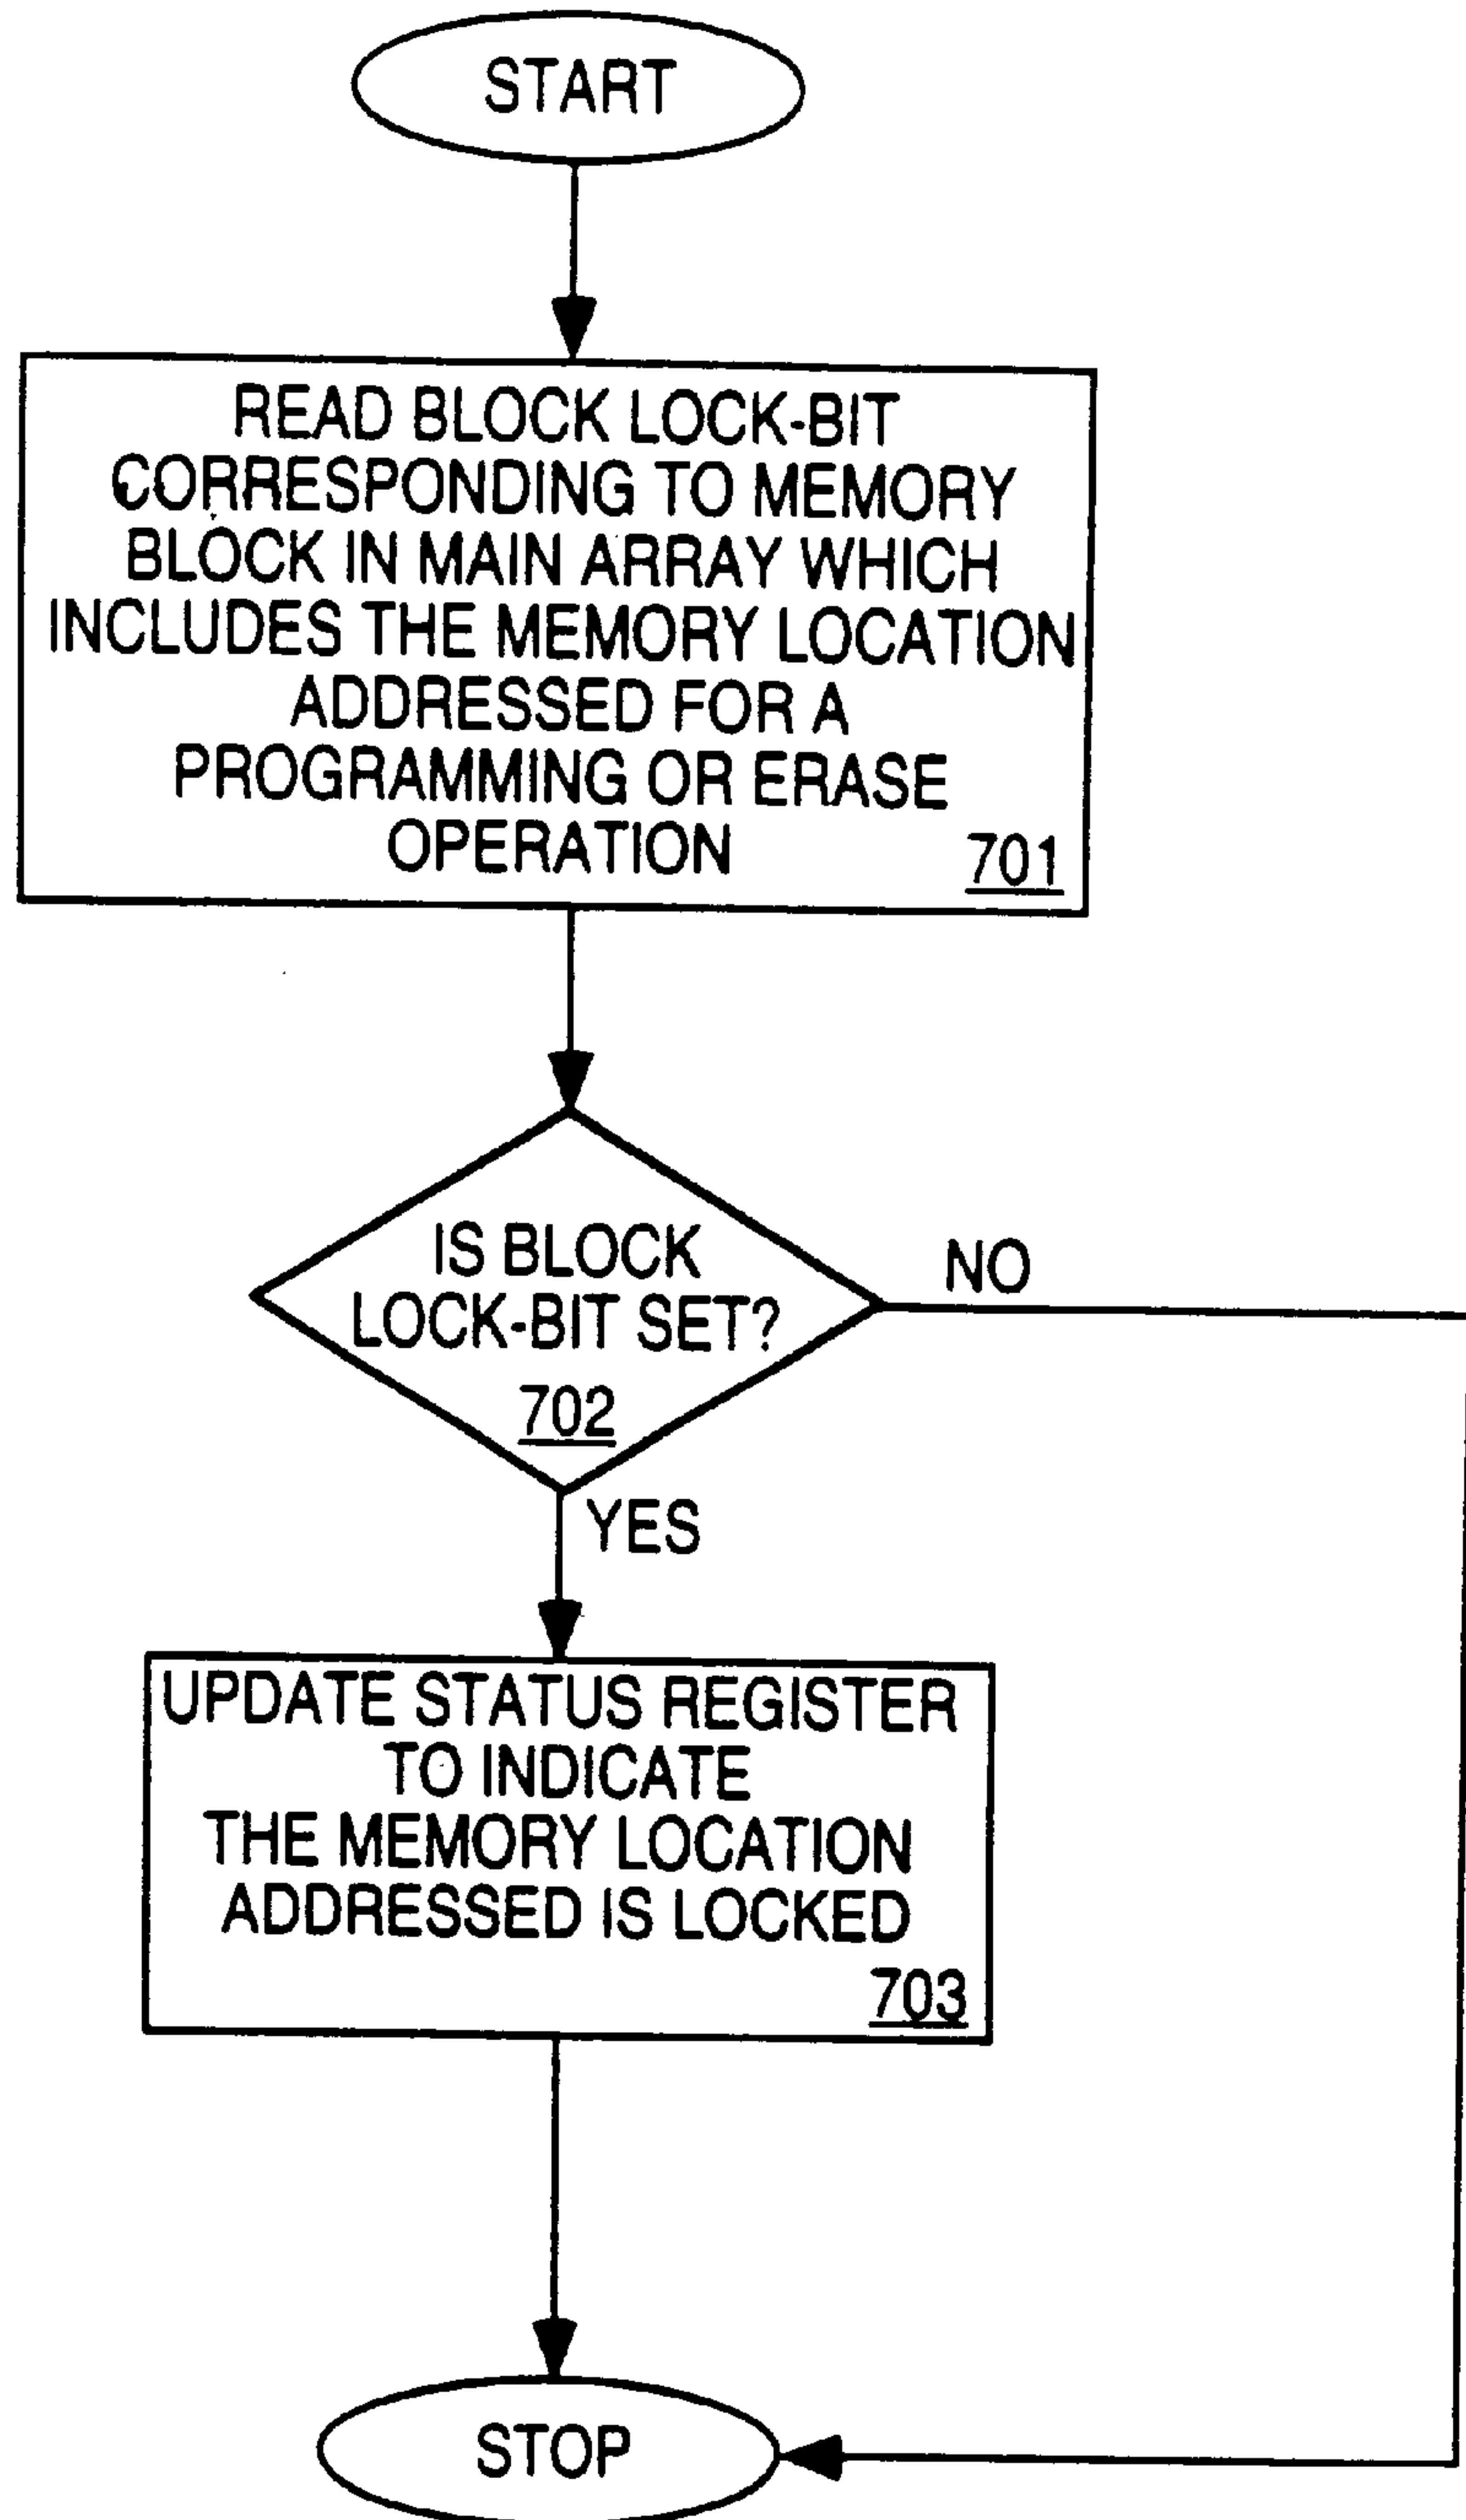 START
READ BLOCK LOCK-BIT
CORRESPONDING TO MEMORY
BLOCK IN MAIN ARRAY WHICH
INCLUDES THE MEMORY LOCATION
ADDRESSED FOR A
PROGRAMMING OR ERASE
OPERATION
701
IS BLOCK
LOCK-BIT SET?
702
NO
YES
UPDATE STATUS REGISTER
TO INDICATE
THE MEMORY LOCATION
ADDRESSED IS LOCKED
703
STOP